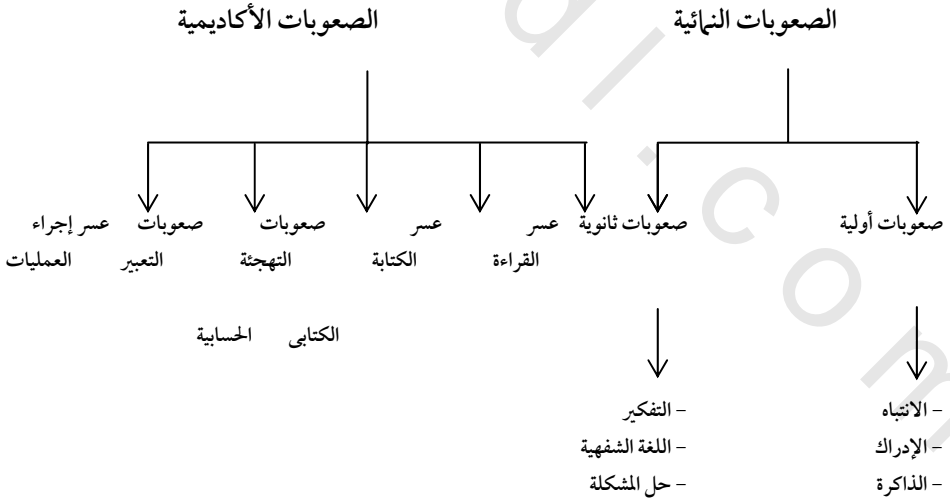 الصعوبات النمائية الصعوبات الأكاديمية
صعوبات أولية صعوبات ثانوية عسر عسر صعوبات صعوبات عسر إجراء
القراءة الكتابة التهجئة التعبير العمليات
الكتابى الحسابية
– الانتباه – التفكير
– الإدراك – اللغة الشفهية
– الذاكرة – حل المشكلة